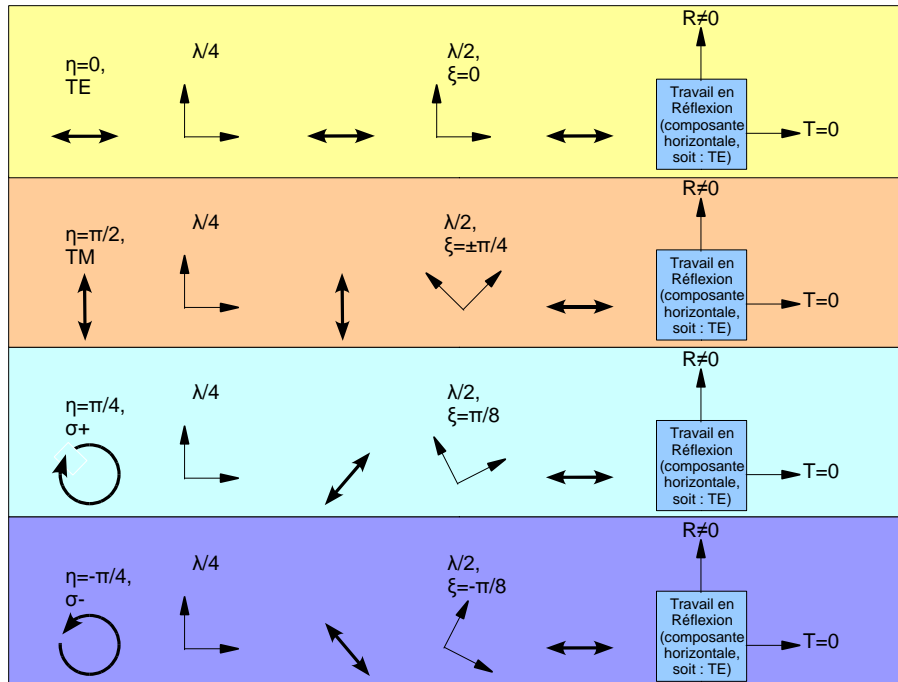 R≠0
λ/4
λ/2,
ξ=0
η=0,
TE
Travail en
Réflexion
(composante
horizontale,
soit : TE)
T=0
R≠0
λ/4
λ/2,
ξ=±π/4
η=π/2,
TM
Travail en
Réflexion
(composante
horizontale,
soit : TE)
T=0
R≠0
λ/4
λ/2,
ξ=π/8
η=π/4,
σ+
Travail en
Réflexion
(composante
horizontale,
soit : TE)
T=0
R≠0
λ/4
λ/2,
ξ=-π/8
η=-π/4,
σ-
Travail en
Réflexion
(composante
horizontale,
soit : TE)
T=0